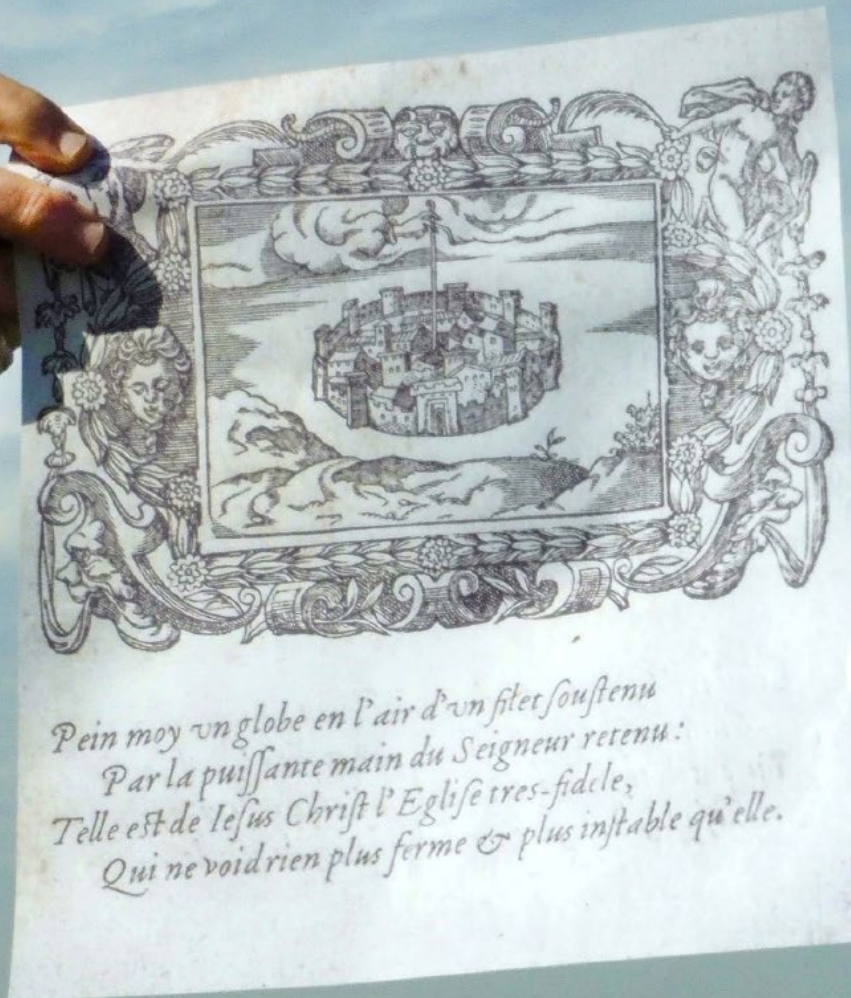 Pein moy vn globe en l'air d'vn filet ſouſtenu
Par la puiſſante main du Seigneur retenu :
Telle eſt de Ieſus Chriſt l'Egliſe tres-fidele,
Qui ne void rien plus ferme & plus inſtable qu'elle.